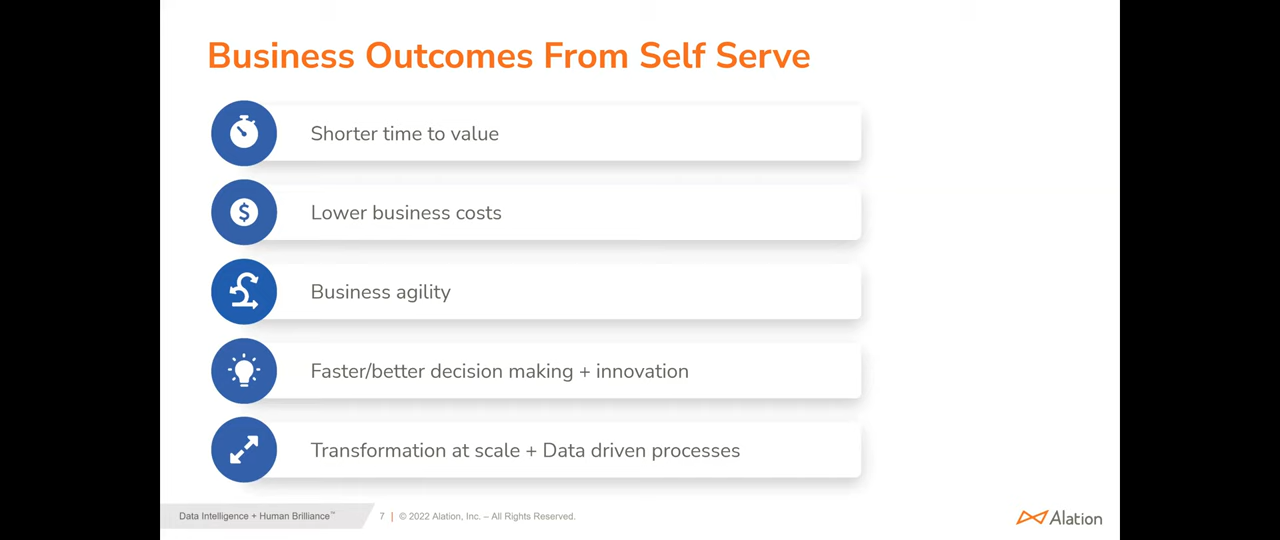 Business Outcomes From Self Serve
Shorter time to value
$
Lower business costs
Business agility
Faster/better decision making + innovation
Transformation at scale + Data driven processes
Data Intelligence + Human Brilliance™
7 | © 2022 Alation, Inc. – All Rights Reserved.
Alation